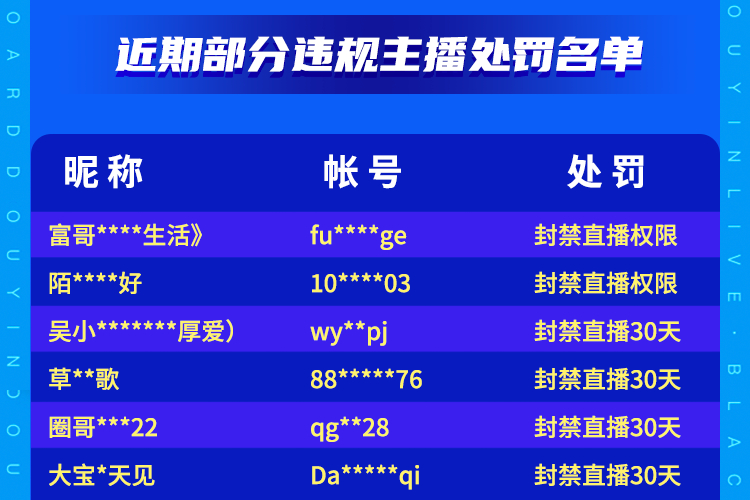 近期部分违规主播处罚名单
昵称 帐号 处罚
富哥****生活》 fu****ge 封禁直播权限
陌****好 10****03 封禁直播权限
吴小*******厚爱） wy**pj 封禁直播30天
草**歌 88*****76 封禁直播30天
圈哥***22 qg**28 封禁直播30天
大宝*天见 Da*****qi 封禁直播30天
OARD DOUYIN
OUYIN LIVE · BLAC